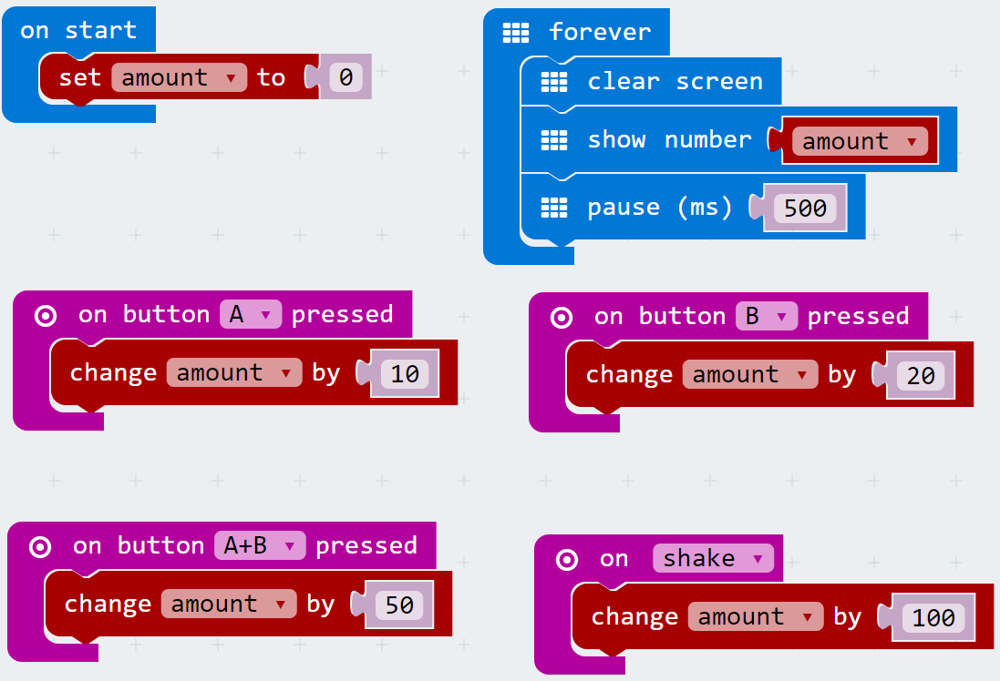 on start
set amount to 0
forever
clear screen
show number amount
pause (ms) 500
on button A pressed
change amount by 10
on button B pressed
change amount by 20
on button A+B pressed
change amount by 50
on shake
change amount by 100